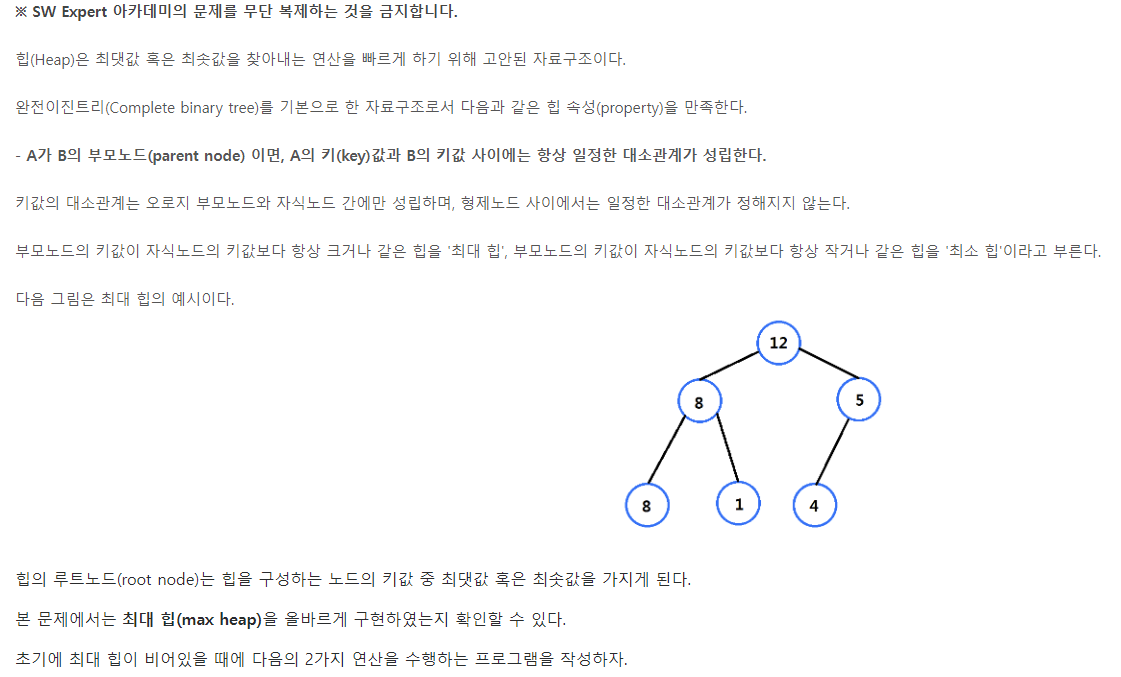 ※ SW Expert 아카데미의 문제를 무단 복제하는 것을 금지합니다.
힙(Heap)은 최댓값 혹은 최솟값을 찾아내는 연산을 빠르게 하기 위해 고안된 자료구조이다.
완전이진트리(Complete binary tree)를 기본으로 한 자료구조로서 다음과 같은 힙 속성(property)을 만족한다.
- A가 B의 부모노드(parent node) 이면, A의 키(key)값과 B의 키값 사이에는 항상 일정한 대소관계가 성립한다.
키값의 대소관계는 오로지 부모노드와 자식노드 간에만 성립하며, 형제노드 사이에서는 일정한 대소관계가 정해지지 않는다.
부모노드의 키값이 자식노드의 키값보다 항상 크거나 같은 힙을 '최대 힙', 부모노드의 키값이 자식노드의 키값보다 항상 작거나 같은 힙을 '최소 힙'이라고 부른다.
다음 그림은 최대 힙의 예시이다.
12
8 5
8 1 4
힙의 루트노드(root node)는 힙을 구성하는 노드의 키값 중 최댓값 혹은 최솟값을 가지게 된다.
본 문제에서는 최대 힙(max heap)을 올바르게 구현하였는지 확인할 수 있다.
초기에 최대 힙이 비어있을 때에 다음의 2가지 연산을 수행하는 프로그램을 작성하자.